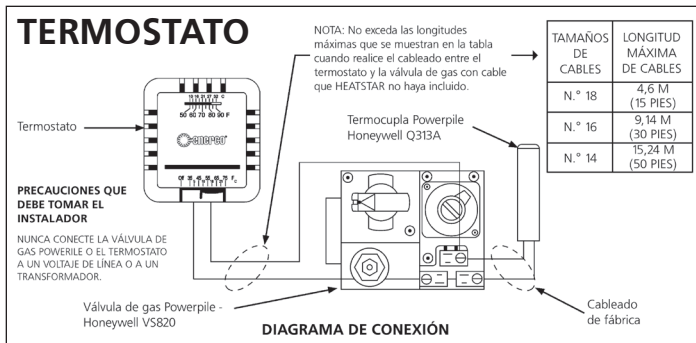 TERMOSTATO
NOTA: No exceda las longitudes
máximas que se muestran en la tabla
cuando realice el cableado entre el
termostato y la válvula de gas con cable
que HEATSTAR no haya incluido.
TAMAÑOS
DE
CABLES
LONGITUD
MÁXIMA
DE CABLES
N.° 18
4,6 M
(15 PIES)
N.° 16
9,14 M
(30 PIES)
N.° 14
15,24 M
(50 PIES)
50 60 70 80 90 F
enerco
Termostato
Termocupla Powerpile
Honeywell Q313A
PRECAUCIONES QUE
DEBE TOMAR EL
INSTALADOR
NUNCA CONECTE LA VÁLVULA DE
GAS POWERILE O EL TERMOSTATO
A UN VOLTAJE DE LÍNEA O A UN
TRANSFORMADOR.
Válvula de gas Powerpile -
Honeywell VS820
Cableado
de fábrica
DIAGRAMA DE CONEXIÓN